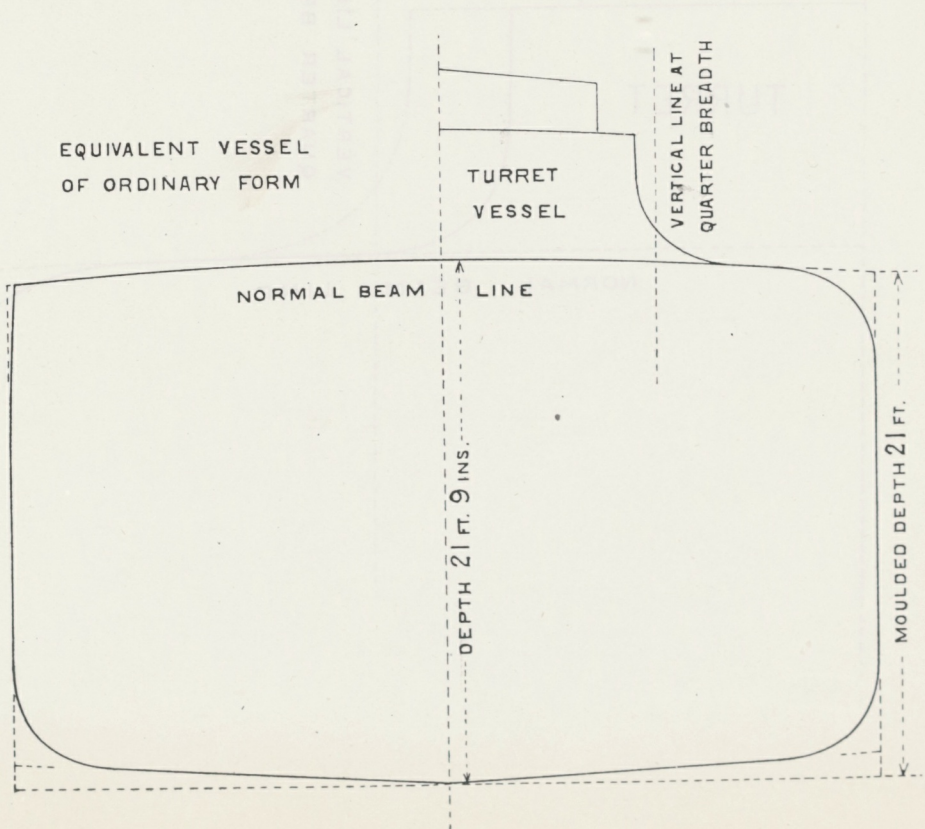 EQUIVALENT VESSEL
OF ORDINARY FORM
TURRET
VESSEL
VERTICAL LINE AT
QUARTER BREADTH
NORMAL BEAM LINE
DEPTH 21 FT. 9 INS.
MOULDED DEPTH 21 FT.